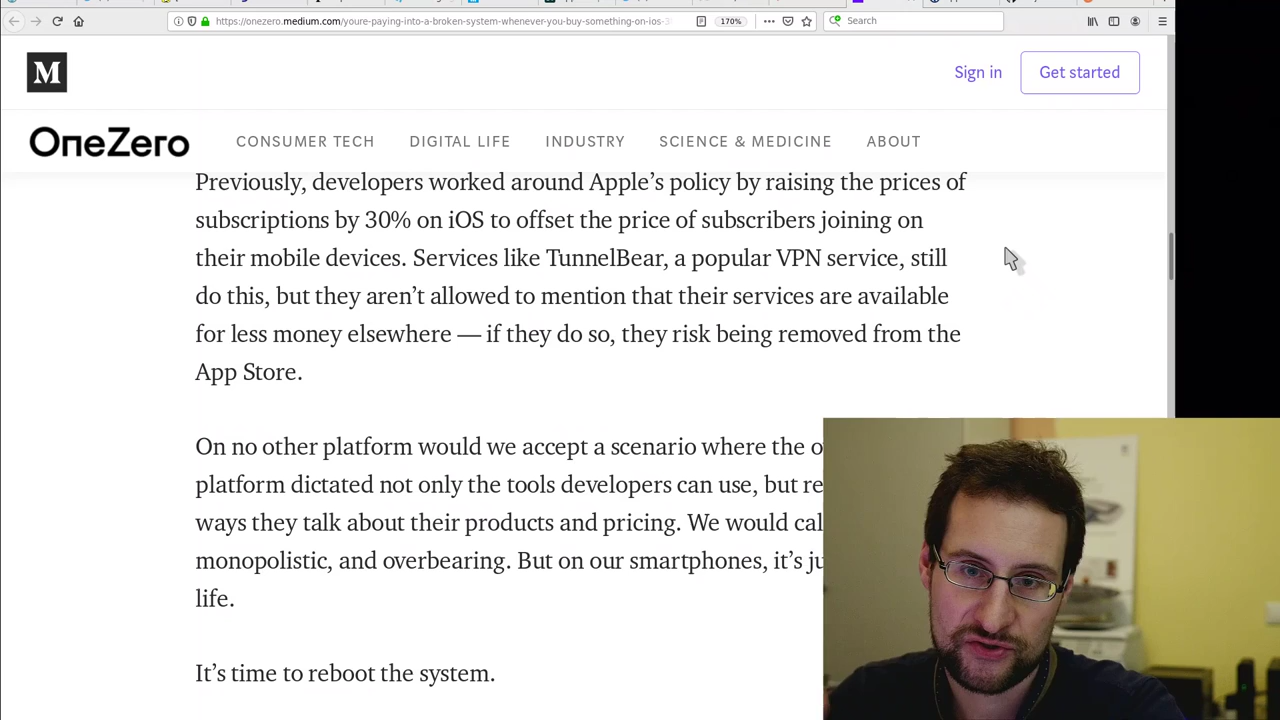 https://onezero.medium.com/youre-paying-into-a-broken-system-whenever-you-buy-something-on-ios-3
170%
Search
M
Sign in
Get started
OneZero
CONSUMER TECH
DIGITAL LIFE
INDUSTRY
SCIENCE & MEDICINE
ABOUT
Previously, developers worked around Apple’s policy by raising the prices of
subscriptions by 30% on iOS to offset the price of subscribers joining on
their mobile devices. Services like TunnelBear, a popular VPN service, still
do this, but they aren’t allowed to mention that their services are available
for less money elsewhere — if they do so, they risk being removed from the
App Store.
On no other platform would we accept a scenario where the o
platform dictated not only the tools developers can use, but re
ways they talk about their products and pricing. We would cal
monopolistic, and overbearing. But on our smartphones, it’s ju
life.
It’s time to reboot the system.